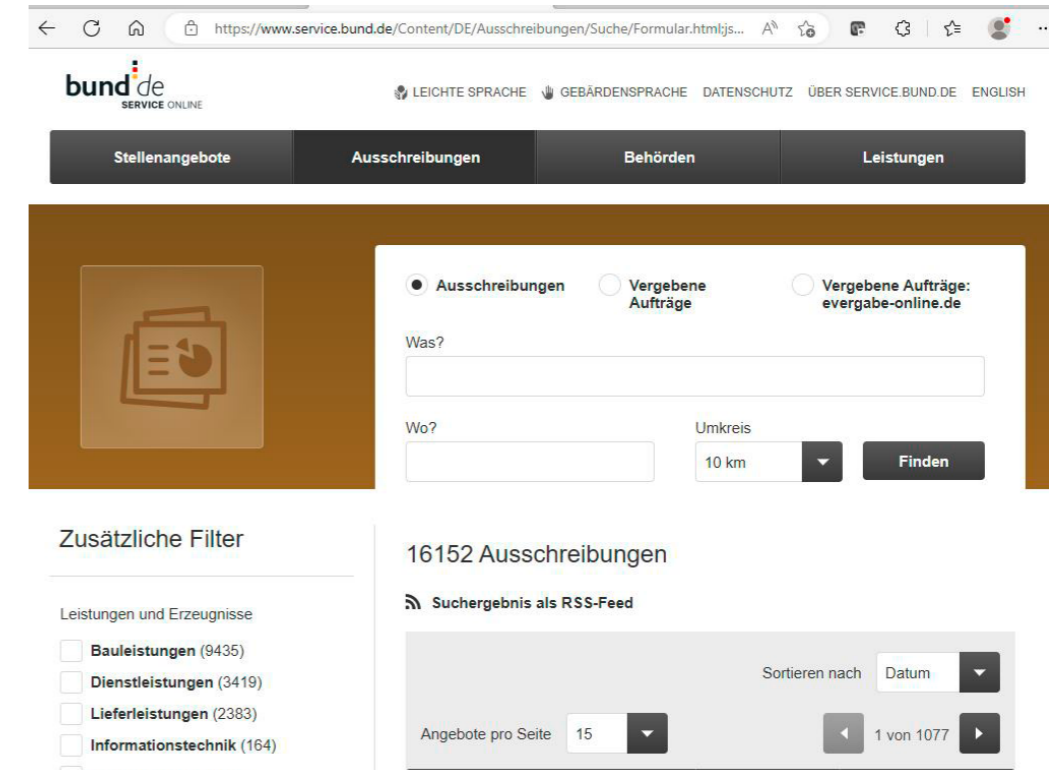 https://www.service.bund.de/Content/DE/Ausschreibungen/Suche/Formular.html;js...
bund.de
SERVICE ONLINE
LEICHTE SPRACHE GEBÄRDENSPRACHE DATENSCHUTZ ÜBER SERVICE.BUND.DE ENGLISH
Stellenangebote Ausschreibungen Behörden Leistungen
Ausschreibungen
Vergebene
Aufträge
Vergebene Aufträge:
evergabe-online.de
Was?
Wo? Umkreis
10 km Finden
Zusätzliche Filter
Leistungen und Erzeugnisse
Bauleistungen (9435)
Dienstleistungen (3419)
Lieferleistungen (2383)
Informationstechnik (164)
16152 Ausschreibungen
Suchergebnis als RSS-Feed
Sortieren nach Datum
Angebote pro Seite 15 1 von 1077